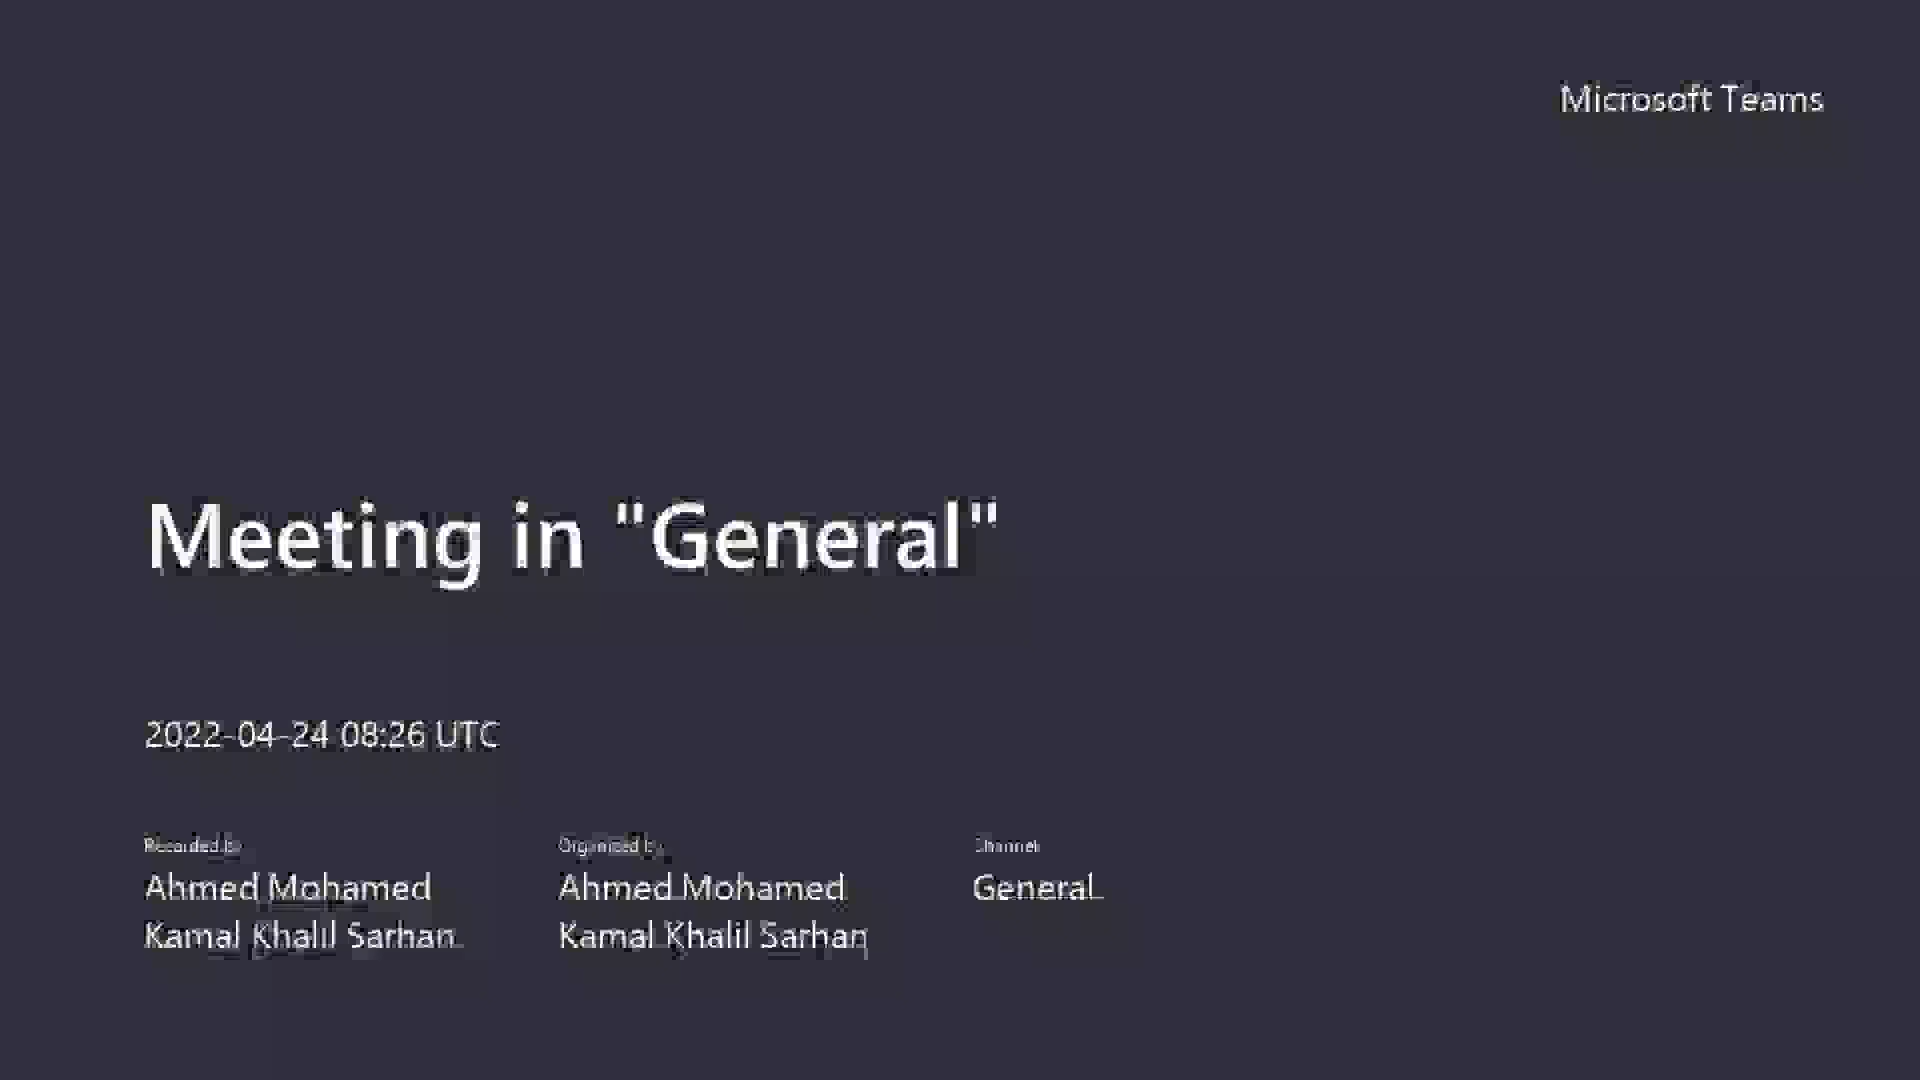 Microsoft Teams
Meeting in "General"
2022-04-24 08:26 UTC
Recorded by
Organized by
Channel
Ahmed Mohamed
Kamal Khalil Sarhan
Ahmed Mohamed
Kamal Khalil Sarhan
General